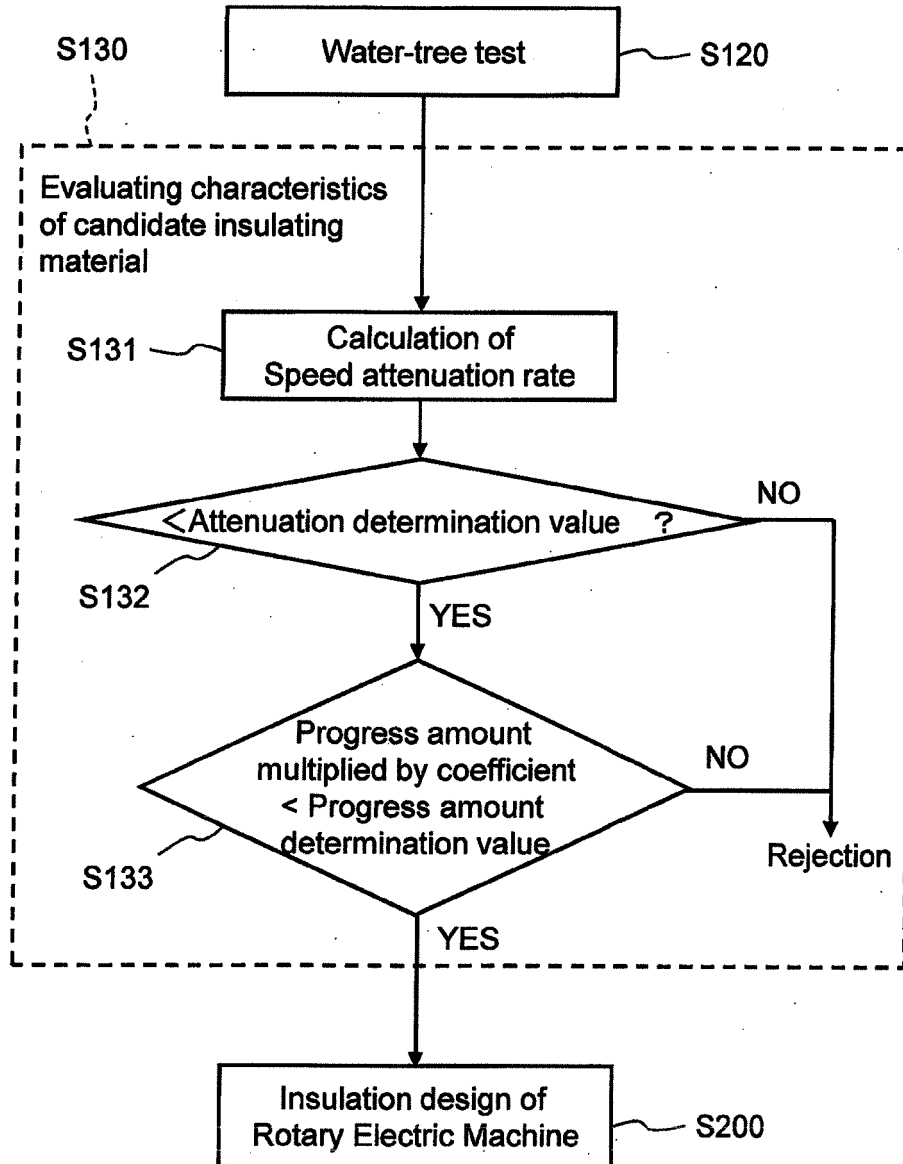 Water-tree test
S120
S130
Evaluating characteristics
of candidate insulating
material
Calculation of
Speed attenuation rate
S131
<Attenuation determination value ?
NO
S132
YES
Progress amount
multiplied by coefficient
< Progress amount
determination value
NO
S133
Rejection
YES
Insulation design of
Rotary Electric Machine
S200